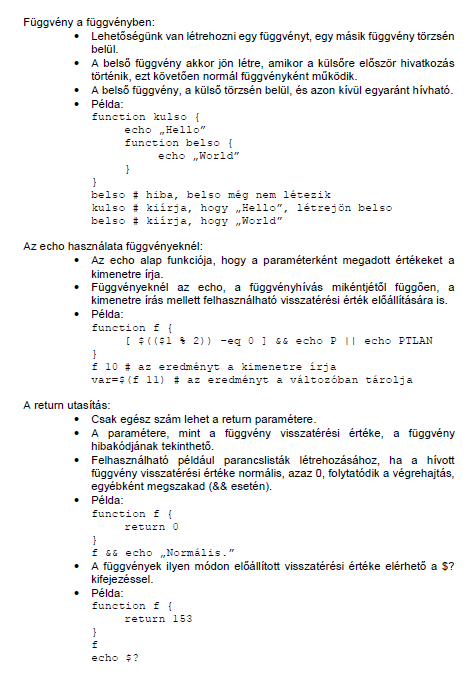 Függvény a függvényben:
• Lehetőségünk van létrehozni egy függvényt, egy másik függvény törzsén
belül.
• A belső függvény akkor jön létre, amikor a külsőre először hivatkozás
történik, ezt követően normál függvényként működik.
• A belső függvény, a külső törzsén belül, és azon kívül egyaránt hívható.
• Példa:
function kulso {
echo „Hello”
function belso {
echo „World”
}
}
belso # hiba, belso még nem létezik
kulso # kiírja, hogy „Hello”, létrejön belso
belso # kiírja, hogy „World”
Az echo használata függvényeknél:
• Az echo alap funkciója, hogy a paraméterként megadott értékeket a
kimenetre írja.
• Függvényeknél az echo, a függvényhívás mikéntjétől függően, a
kimenetre írás mellett felhasználható visszatérési érték előállítására is.
• Példa:
function f {
[ $(($1 % 2)) -eq 0 ] && echo P || echo PTLAN
}
f 10 # az eredményt a kimenetre írja
var=$(f 11) # az eredményt a változóban tárolja
A return utasítás:
• Csak egész szám lehet a return paramétere.
• A paramétere, mint a függvény visszatérési értéke, a függvény
hibakódjának tekinthető.
• Felhasználható például parancslisták létrehozásához, ha a hívott
függvény visszatérési értéke normális, azaz 0, folytatódik a végrehajtás,
egyébként megszakad (&& esetén).
• Példa:
function f {
return 0
}
f && echo „Normális.”
• A függvények ilyen módon előállított visszatérési értéke elérhető a $?
kifejezéssel.
• Példa:
function f {
return 153
}
f
echo $?